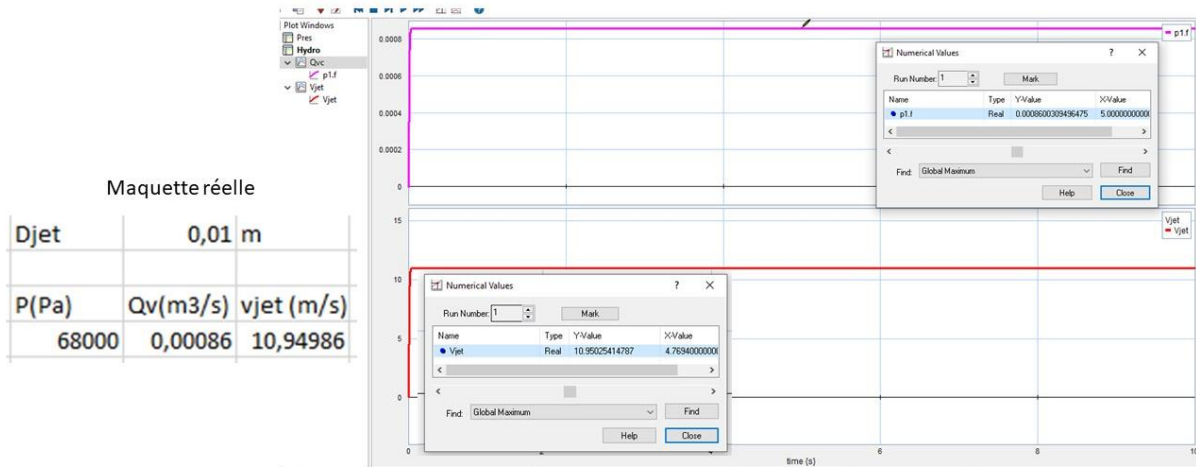 Maquette réelle
Djet 0,01 m
P(Pa) Qv(m3/s) vjet (m/s)
68000 0,00086 10,94986
Plot Windows
Pres
Hydro
Qvc
p1.f
Vjet
Vjet
0.0008
0.0006
0.0004
0.0002
0
p1.f
Numerical Values ? ×
Run Number: 1 Mark
Name Type Y-Value X-Value
p1.f Real 0.0008600309496475 5.0000000000
Find: Global Maximum Find
Help Close
15
10
5
0
Vjet
Vjet
Numerical Values ? ×
Run Number: 1 Mark
Name Type Y-Value X-Value
Vjet Real 10.95025414787 4.7694000000
Find: Global Maximum Find
Help Close
0 6 8 10
time (s)